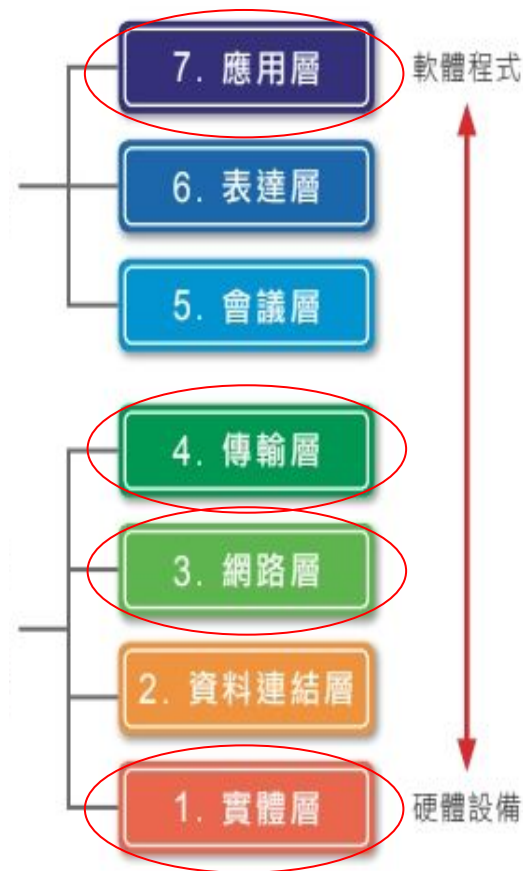 7. 應用層
軟體程式
6. 表達層
5. 會議層
4. 傳輸層
3. 網路層
2. 資料連結層
1. 實體層
硬體設備